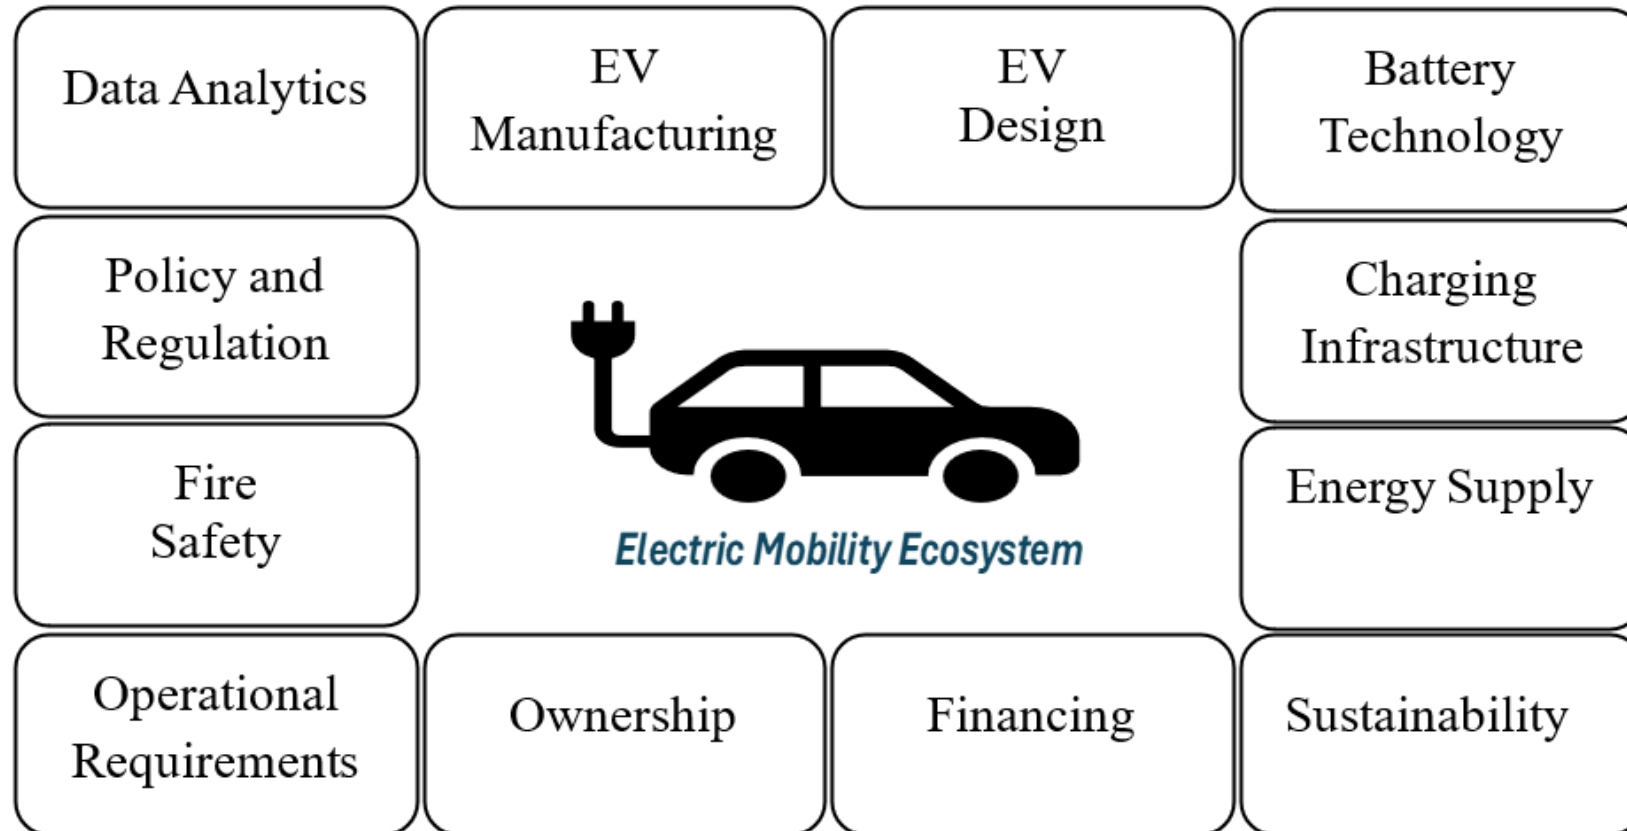 Data Analytics
EV
Manufacturing
EV
Design
Battery
Technology
Policy and
Regulation
Charging
Infrastructure
Fire
Safety
Energy Supply
Electric Mobility Ecosystem
Operational
Requirements
Ownership
Financing
Sustainability